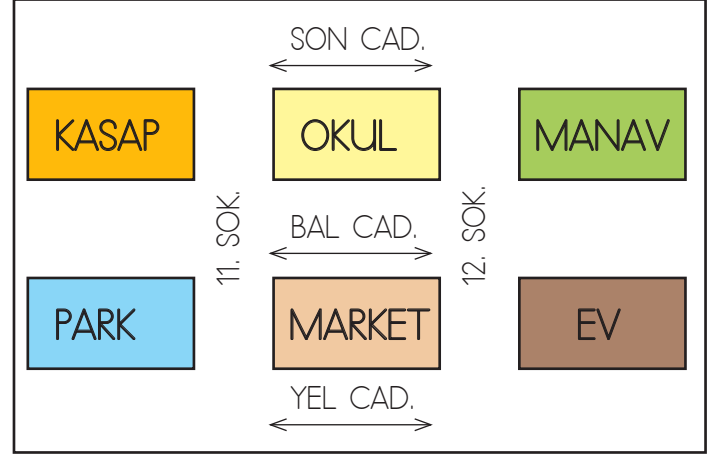 SON CAD.
KASAP
OKUL
MANAV
11. SOK.
BAL CAD.
12. SOK.
PARK
MARKET
EV
YEL CAD.